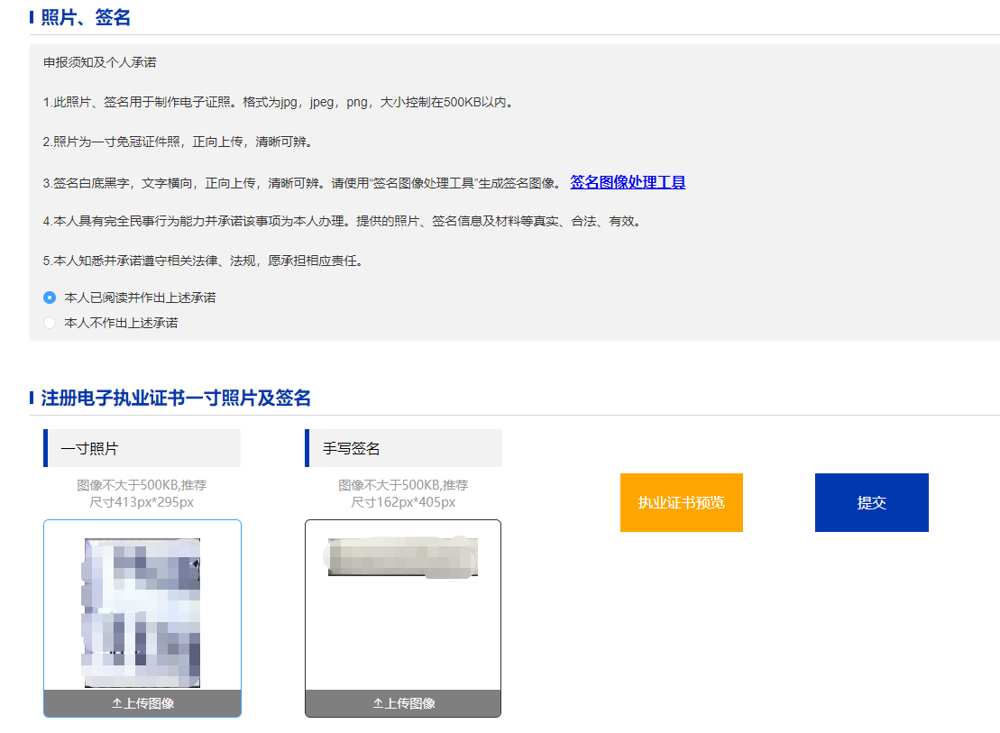 照片、签名
申报须知及个人承诺
1.此照片、签名用于制作电子证照。格式为jpg，jpeg，png，大小控制在500KB以内。
2.照片为一寸免冠证件照，正向上传，清晰可辨。
3.签名白底黑字，文字横向，正向上传，清晰可辨。请使用“签名图像处理工具”生成签名图像。 签名图像处理工具
4.本人具有完全民事行为能力并承诺该事项为本人办理。提供的照片、签名信息及材料等真实、合法、有效。
5.本人知悉并承诺遵守相关法律、法规，愿承担相应责任。
本人已阅读并作出上述承诺
本人不作出上述承诺
注册电子执业证书一寸照片及签名
一寸照片
图像不大于500KB,推荐
尺寸413px*295px
上传图像
手写签名
图像不大于500KB,推荐
尺寸162px*405px
上传图像
执业证书预览
提交